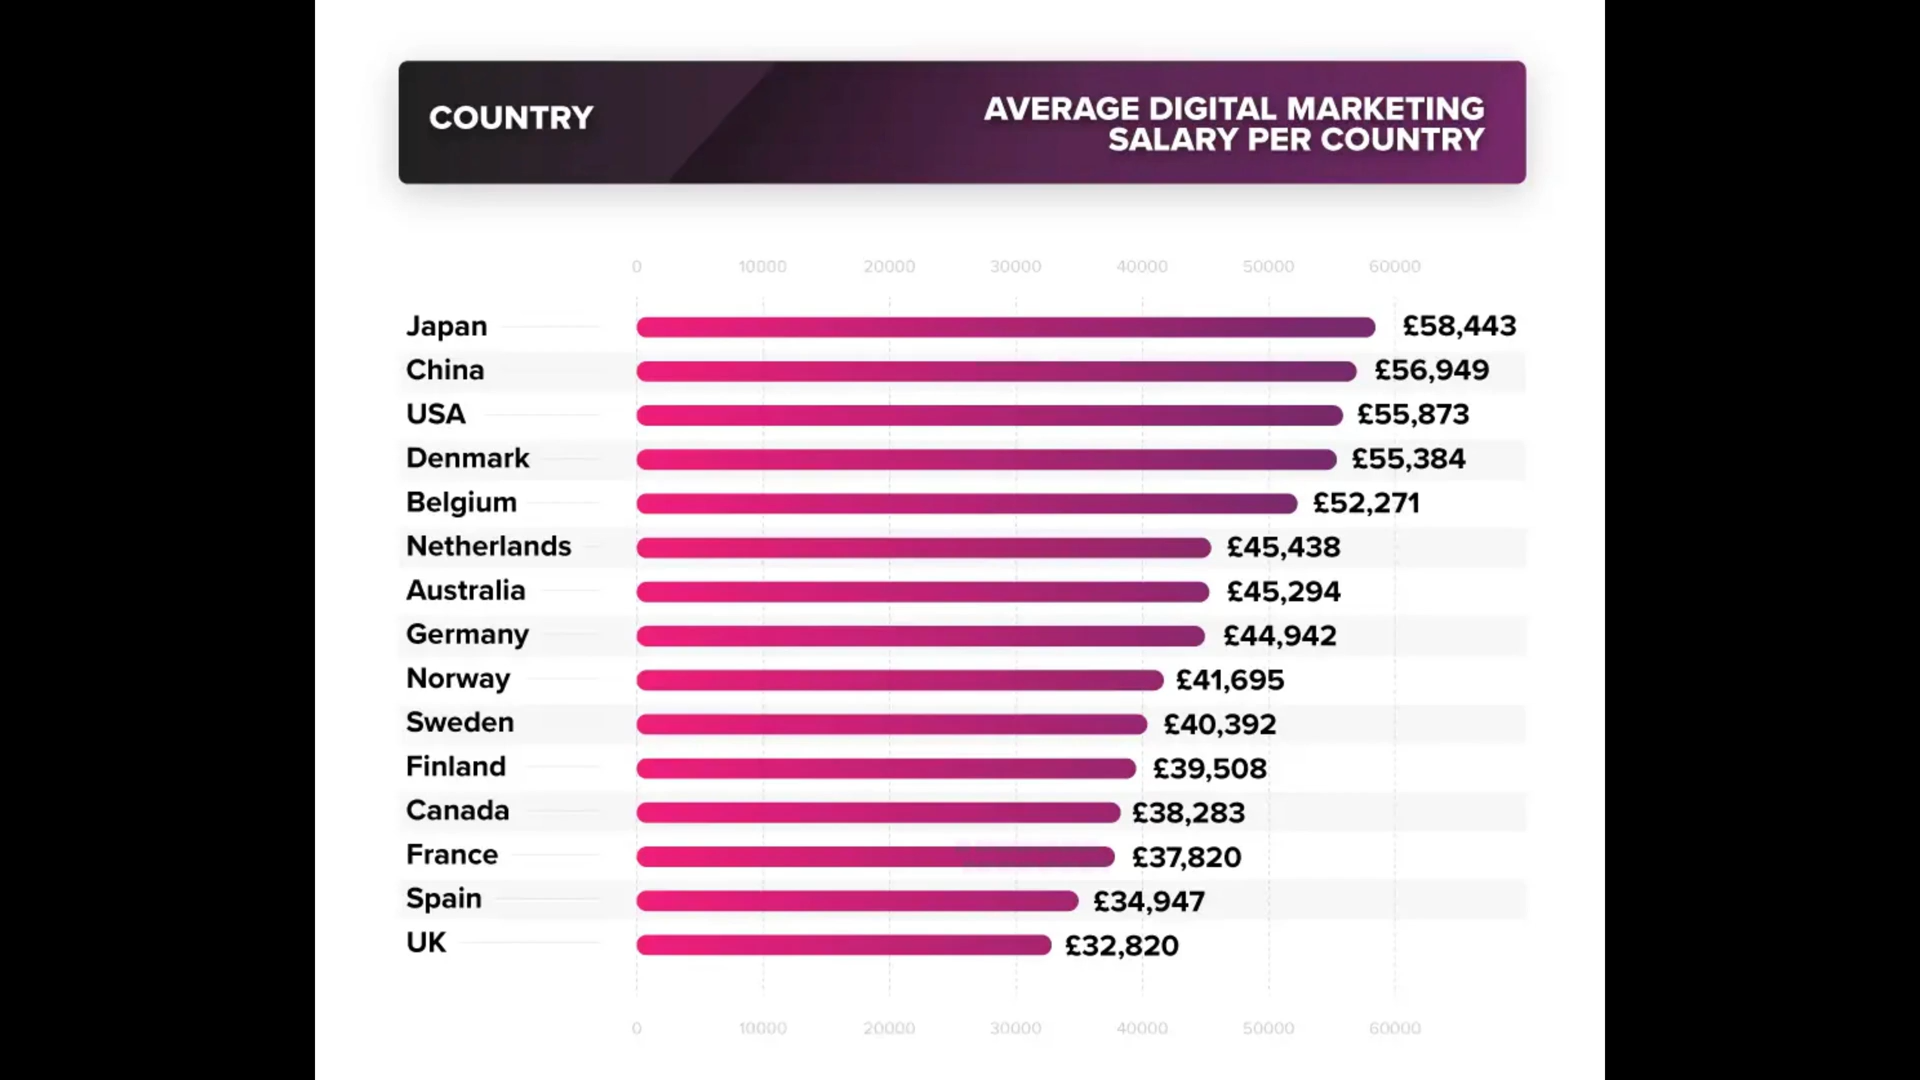 COUNTRY
AVERAGE DIGITAL MARKETING
SALARY PER COUNTRY
0 10000 20000 30000 40000 50000 60000
Japan £58,443
China £56,949
USA £55,873
Denmark £55,384
Belgium £52,271
Netherlands £45,438
Australia £45,294
Germany £44,942
Norway £41,695
Sweden £40,392
Finland £39,508
Canada £38,283
France £37,820
Spain £34,947
UK £32,820
0 10000 20000 30000 40000 50000 60000